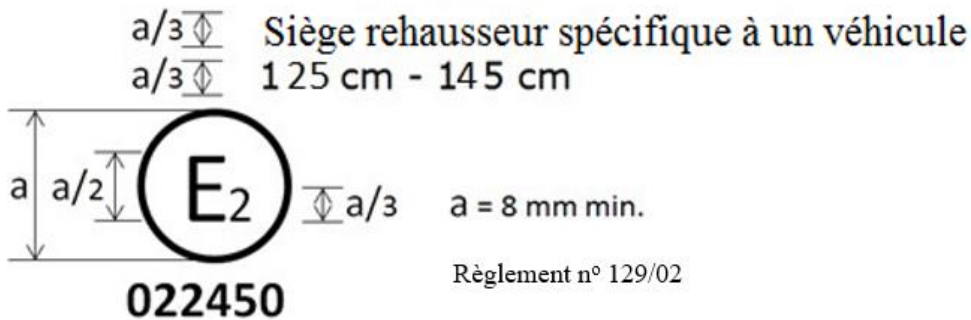 a/3 Siège rehausseur spécifique à un véhicule
a/3 125 cm - 145 cm
a a/2 E2 a/3 a = 8 mm min.
Règlement nº 129/02
022450